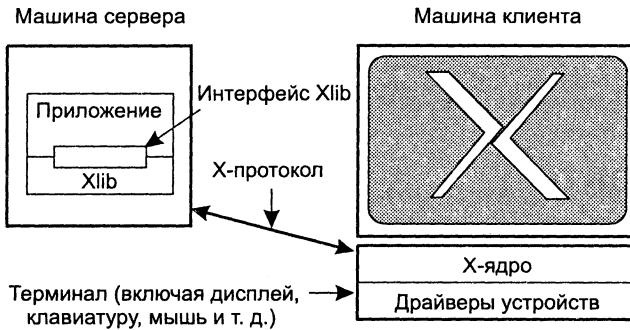 Машина сервера
Машина клиента
Приложение
Интерфейс Xlib
Xlib
X-протокол
X-ядро
Драйверы устройств
Терминал (включая дисплей,
клавиатуру, мышь и т. д.)